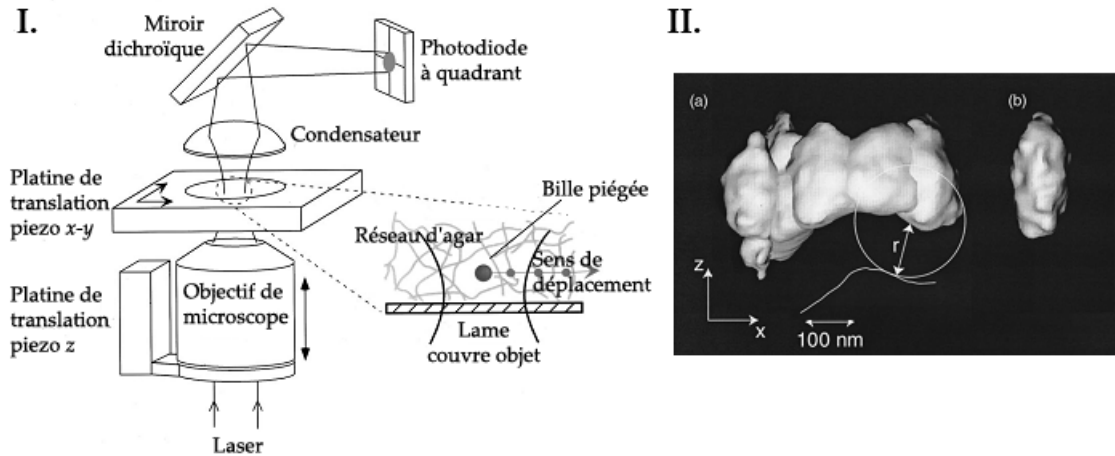 I.
Miroir
dichroïque
Photodiode
à quadrant
Condensateur
Platine de
translation
piezo x-y
Bille piégée
Réseau d'agar
Sens de
déplacement
Platine de
translation
piezo z
Objectif de
microscope
Lame
couvre objet
Laser
II.
(a)
(b)
r
z
x
100 nm